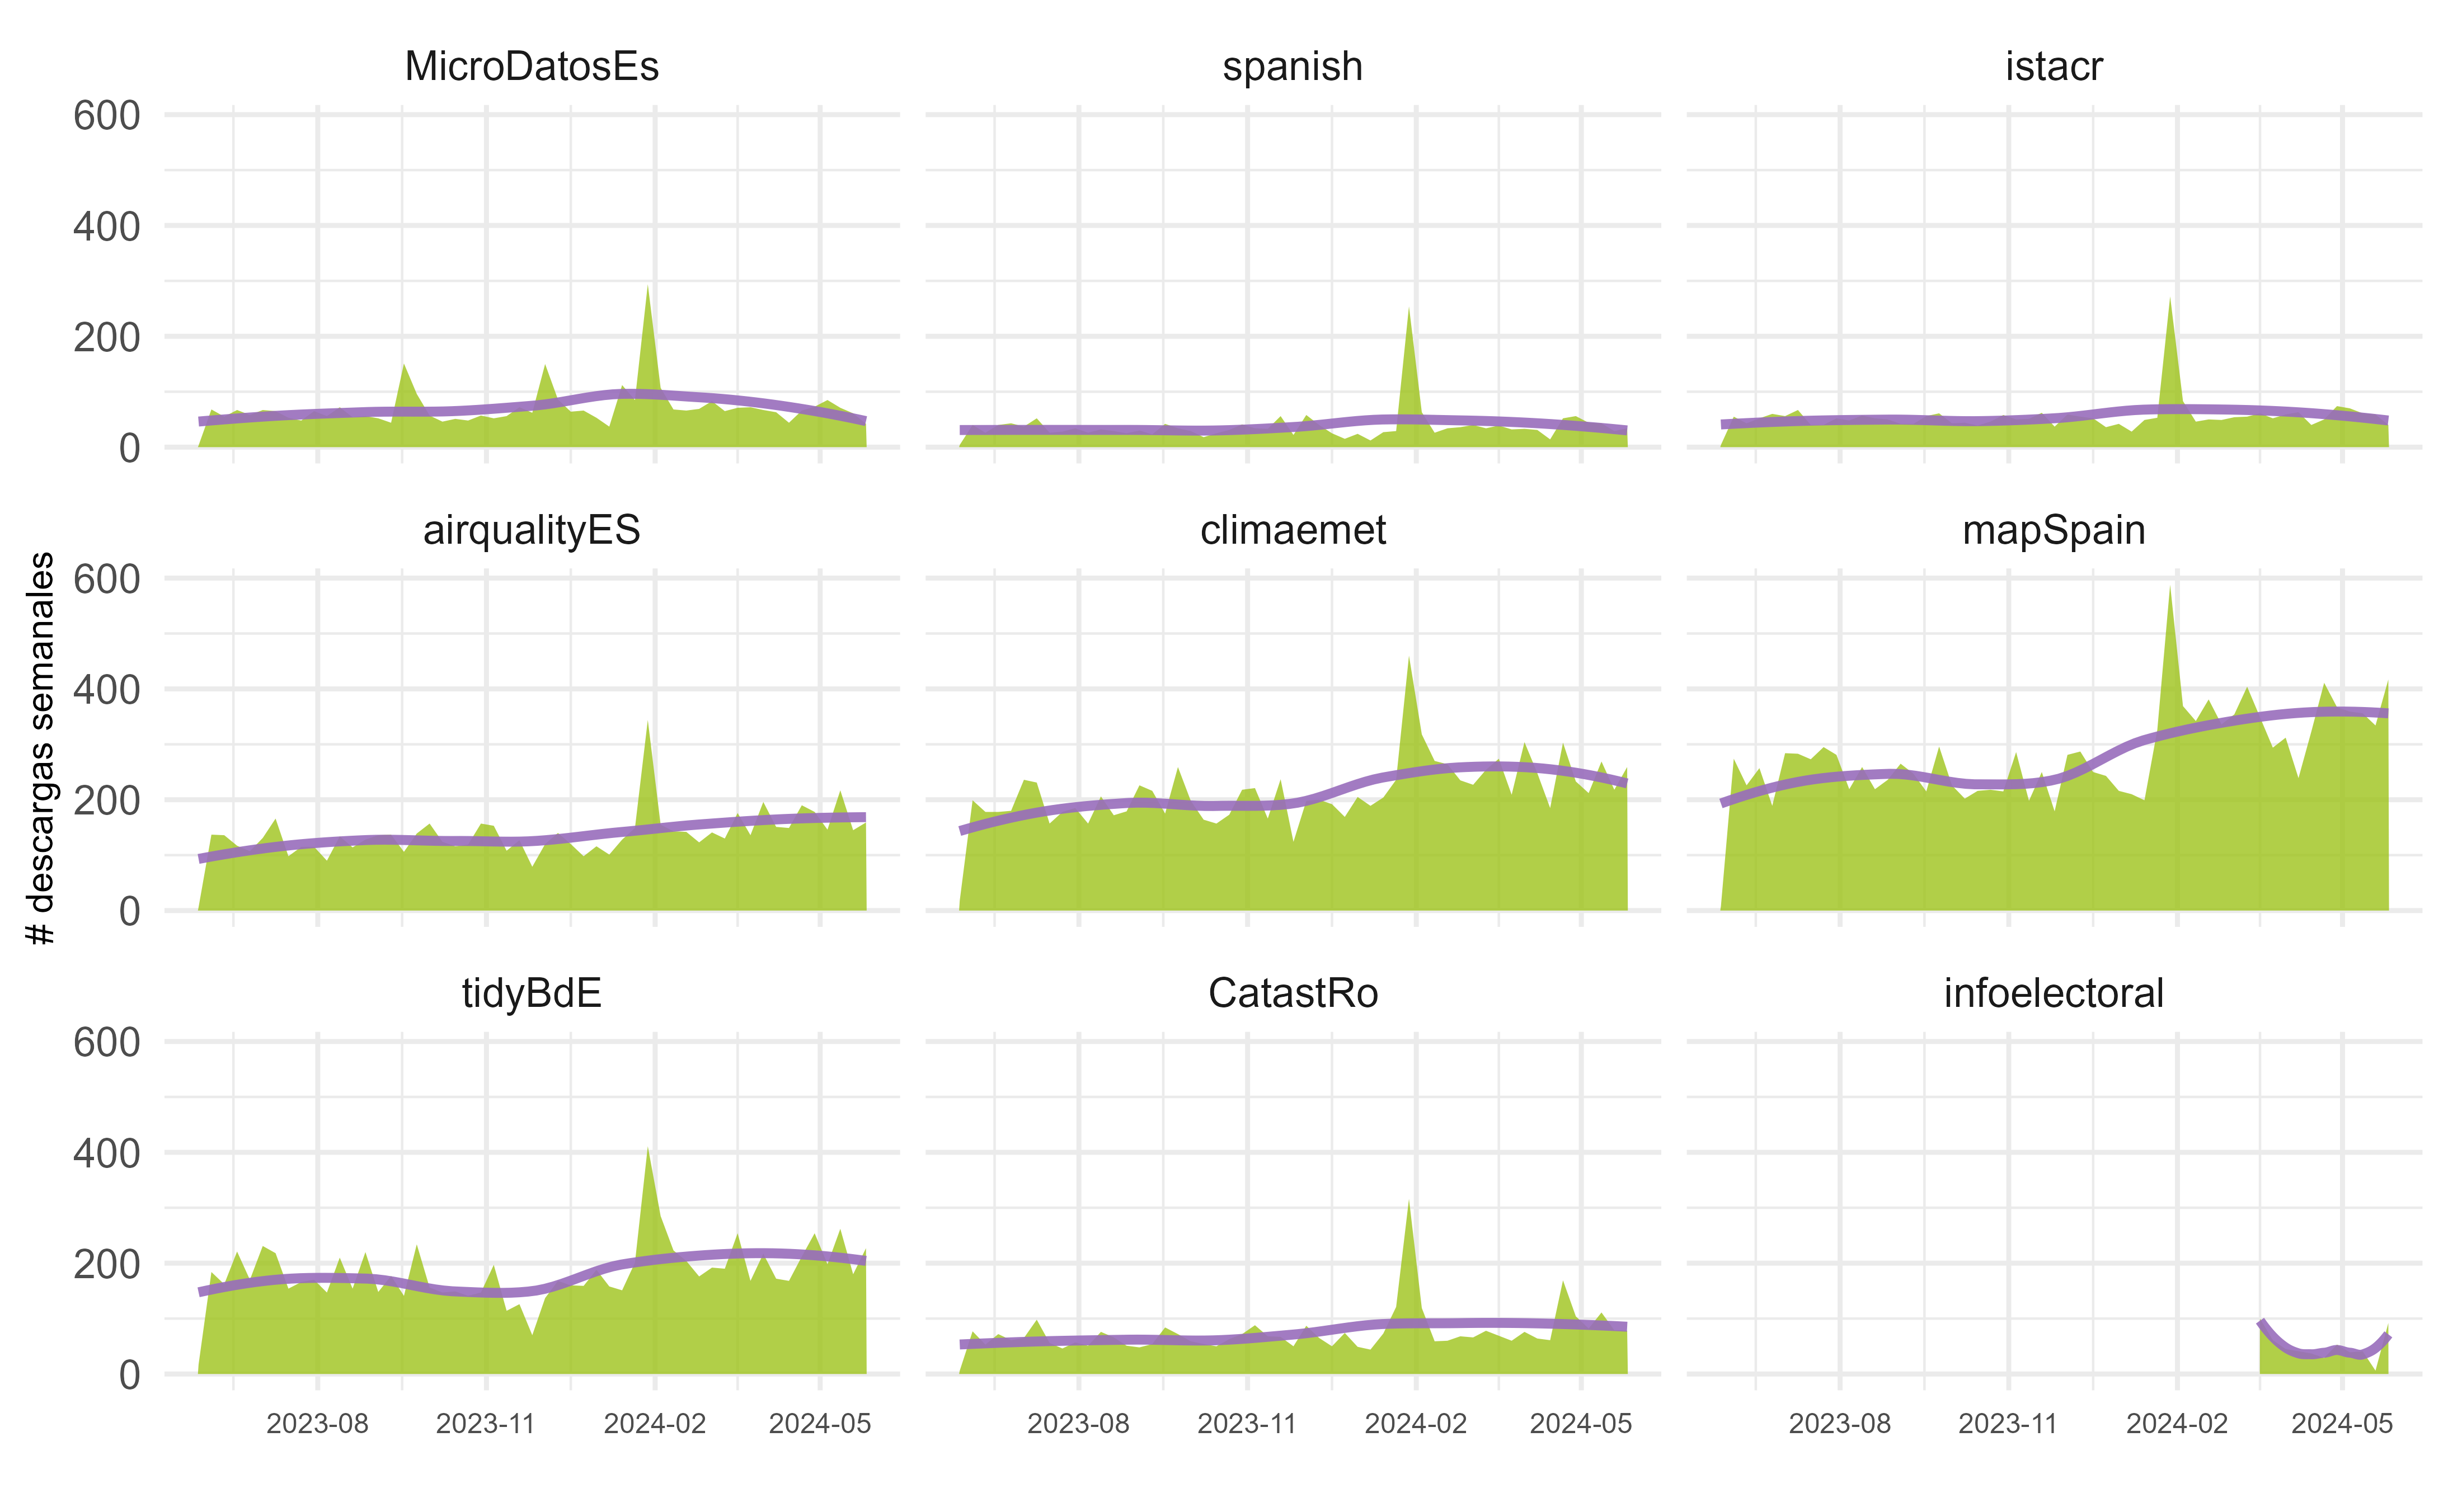 MicroDatosEs
spanish
istacr
600
400
200
0
airqualityES
climaemet
mapSpain
# descargas semanales
600
400
200
0
tidyBdE
CatastRo
infoelectoral
600
400
200
0
2023-08 2023-11 2024-02 2024-05
2023-08 2023-11 2024-02 2024-05
2023-08 2023-11 2024-02 2024-05